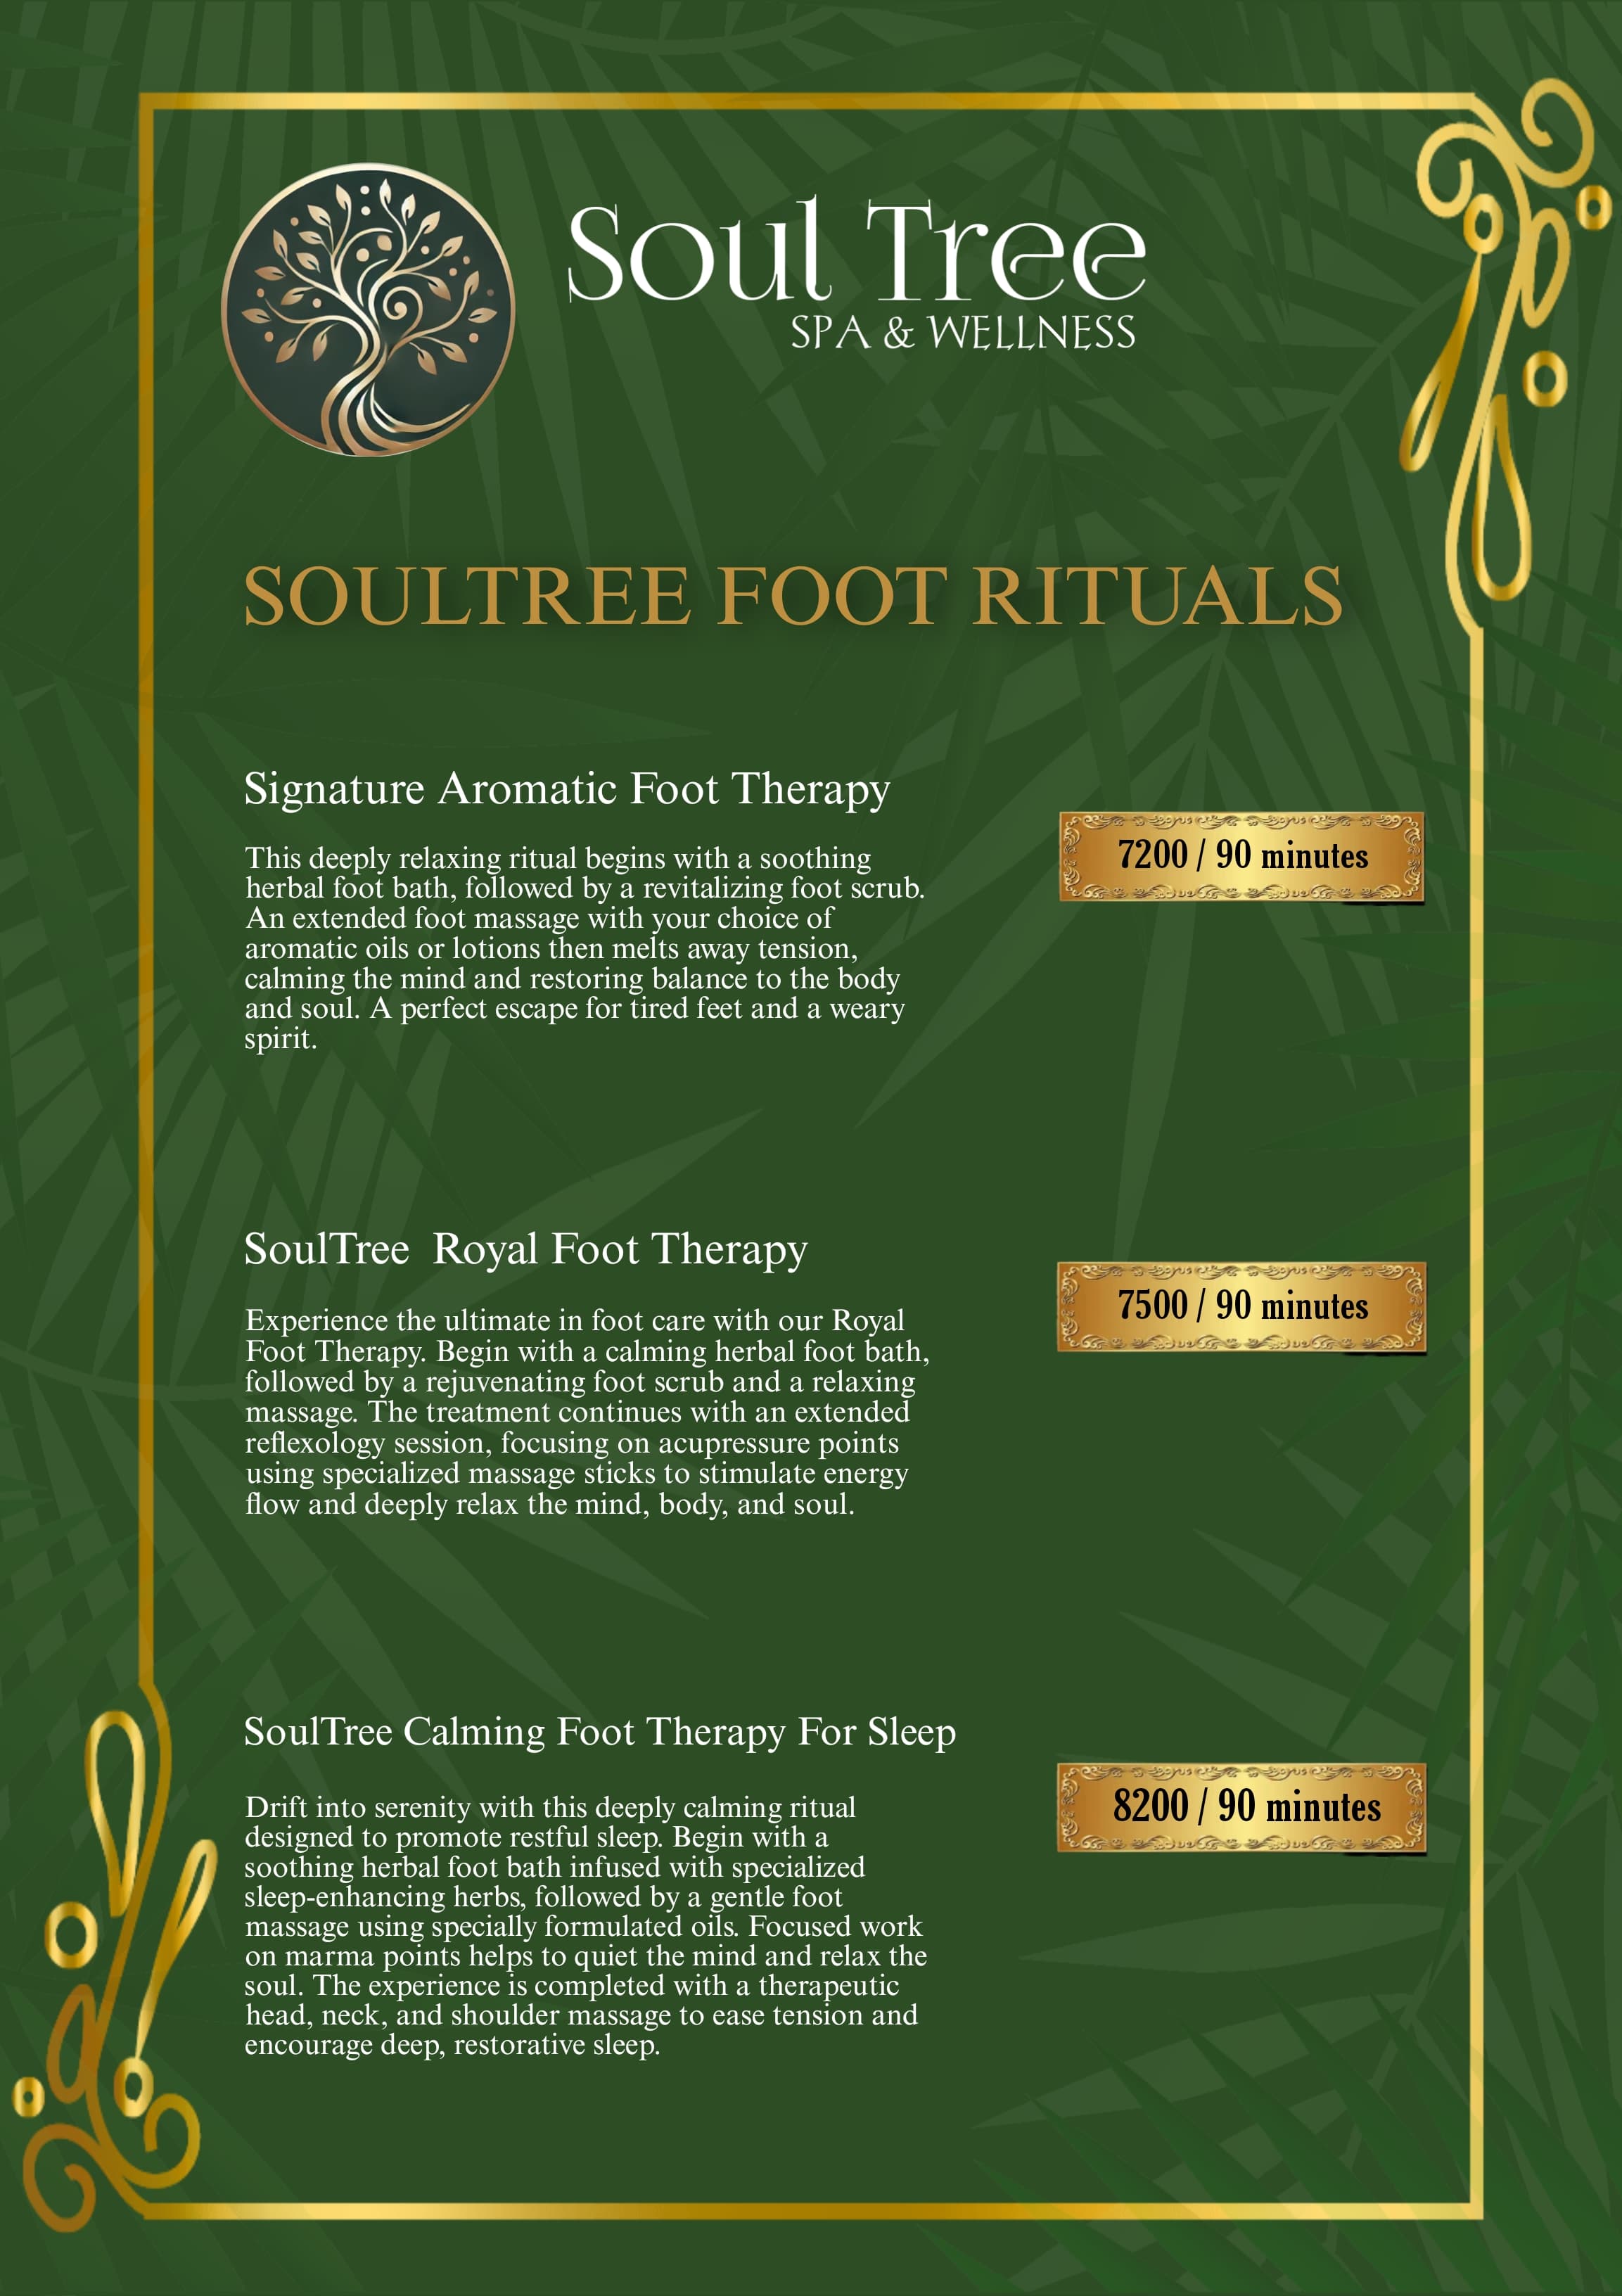 Soul Tree
SPA & WELLNESS
SOULTREE FOOT RITUALS
Signature Aromatic Foot Therapy
7200 / 90 minutes
This deeply relaxing ritual begins with a soothing
herbal foot bath, followed by a revitalizing foot scrub.
An extended foot massage with your choice of
aromatic oils or lotions then melts away tension,
calming the mind and restoring balance to the body
and soul. A perfect escape for tired feet and a weary
spirit.
SoulTree  Royal Foot Therapy
7500 / 90 minutes
Experience the ultimate in foot care with our Royal
Foot Therapy. Begin with a calming herbal foot bath,
followed by a rejuvenating foot scrub and a relaxing
massage. The treatment continues with an extended
reflexology session, focusing on acupressure points
using specialized massage sticks to stimulate energy
flow and deeply relax the mind, body, and soul.
SoulTree Calming Foot Therapy For Sleep
8200 / 90 minutes
Drift into serenity with this deeply calming ritual
designed to promote restful sleep. Begin with a
soothing herbal foot bath infused with specialized
sleep-enhancing herbs, followed by a gentle foot
massage using specially formulated oils. Focused work
on marma points helps to quiet the mind and relax the
soul. The experience is completed with a therapeutic
head, neck, and shoulder massage to ease tension and
encourage deep, restorative sleep.